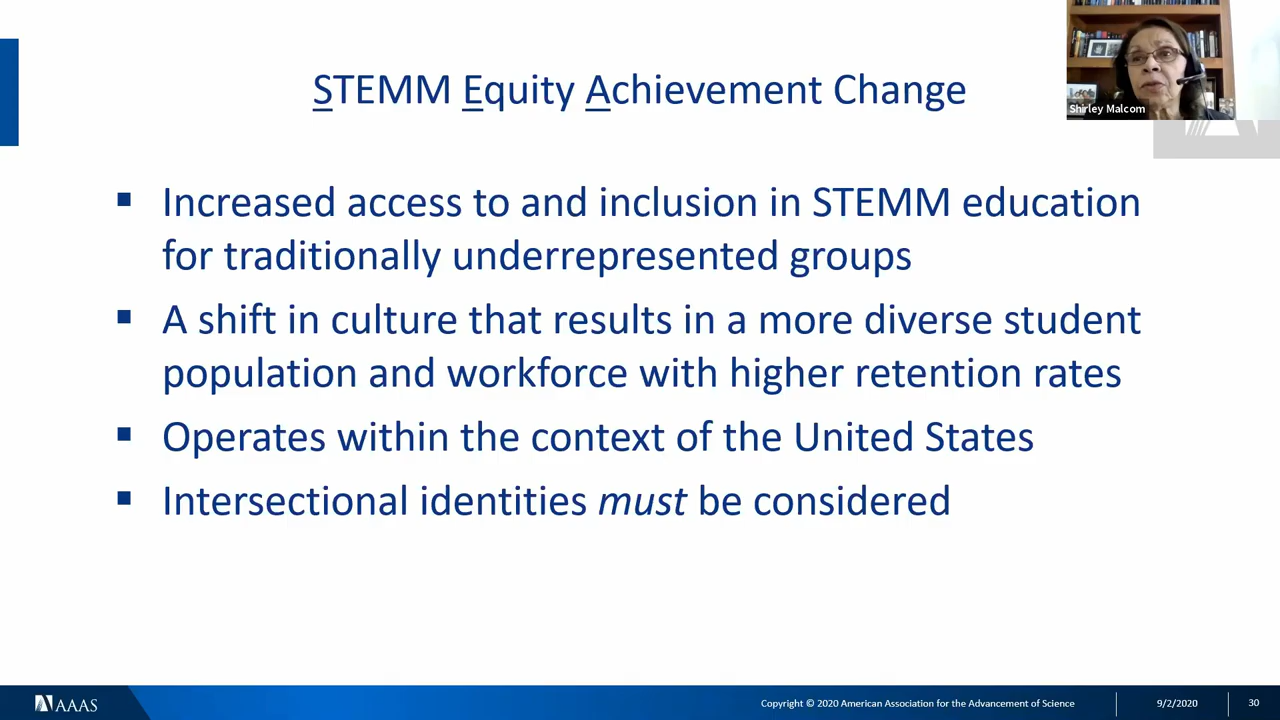 STEMM Equity Achievement Change
Shirley Malcom
▪ Increased access to and inclusion in STEMM education
for traditionally underrepresented groups
▪ A shift in culture that results in a more diverse student
population and workforce with higher retention rates
▪ Operates within the context of the United States
▪ Intersectional identities must be considered
AAAS
Copyright © 2020 American Association for the Advancement of Science
9/2/2020
30